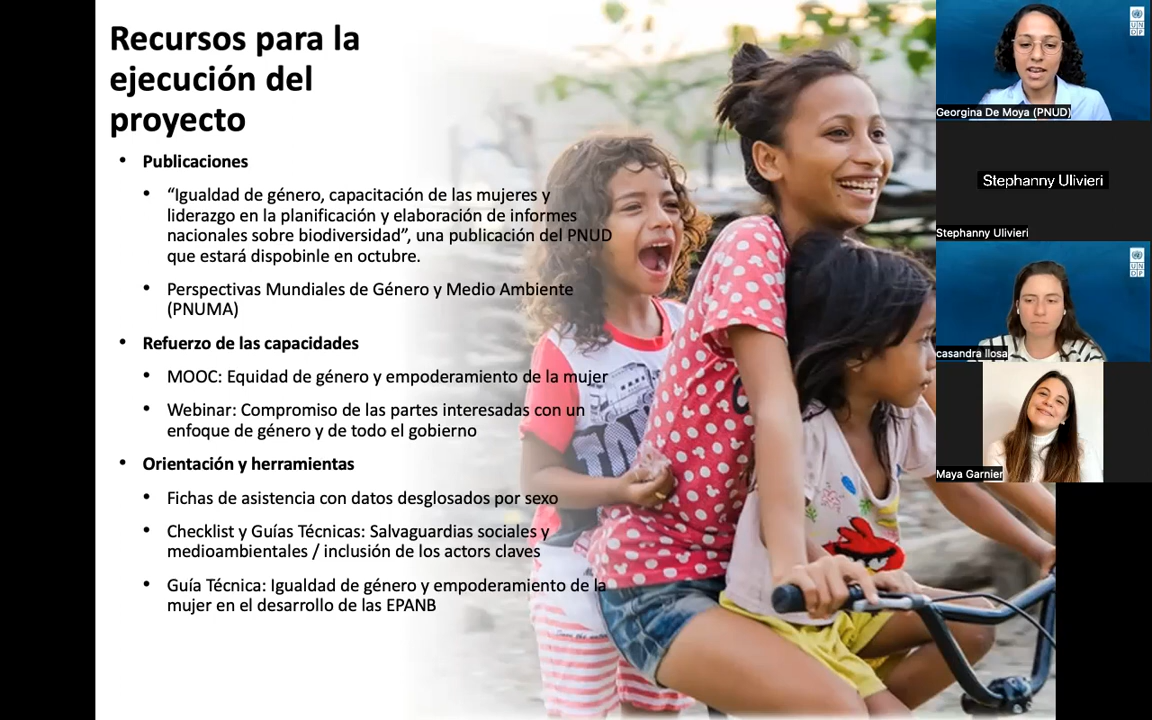 Recursos para la
ejecución del
proyecto
• Publicaciones
• “Igualdad de género, capacitación de las mujeres y
liderazgo en la planificación y elaboración de informes
nacionales sobre biodiversidad”, una publicación del PNUD
que estará dispobinle en octubre.
• Perspectivas Mundiales de Género y Medio Ambiente
(PNUMA)
• Refuerzo de las capacidades
• MOOC: Equidad de género y empoderamiento de la mujer
• Webinar: Compromiso de las partes interesadas con un
enfoque de género y de todo el gobierno
• Orientación y herramientas
• Fichas de asistencia con datos desglosados por sexo
• Checklist y Guías Técnicas: Salvaguardias sociales y
medioambientales / inclusión de los actors claves
• Guía Técnica: Igualdad de género y empoderamiento de la
mujer en el desarrollo de las EPANB
U N
D P
Georgina De Moya (PNUD)
Stephanny Ulivieri
Stephanny Ulivieri
U N
D P
casandra llosa
Maya Garnier